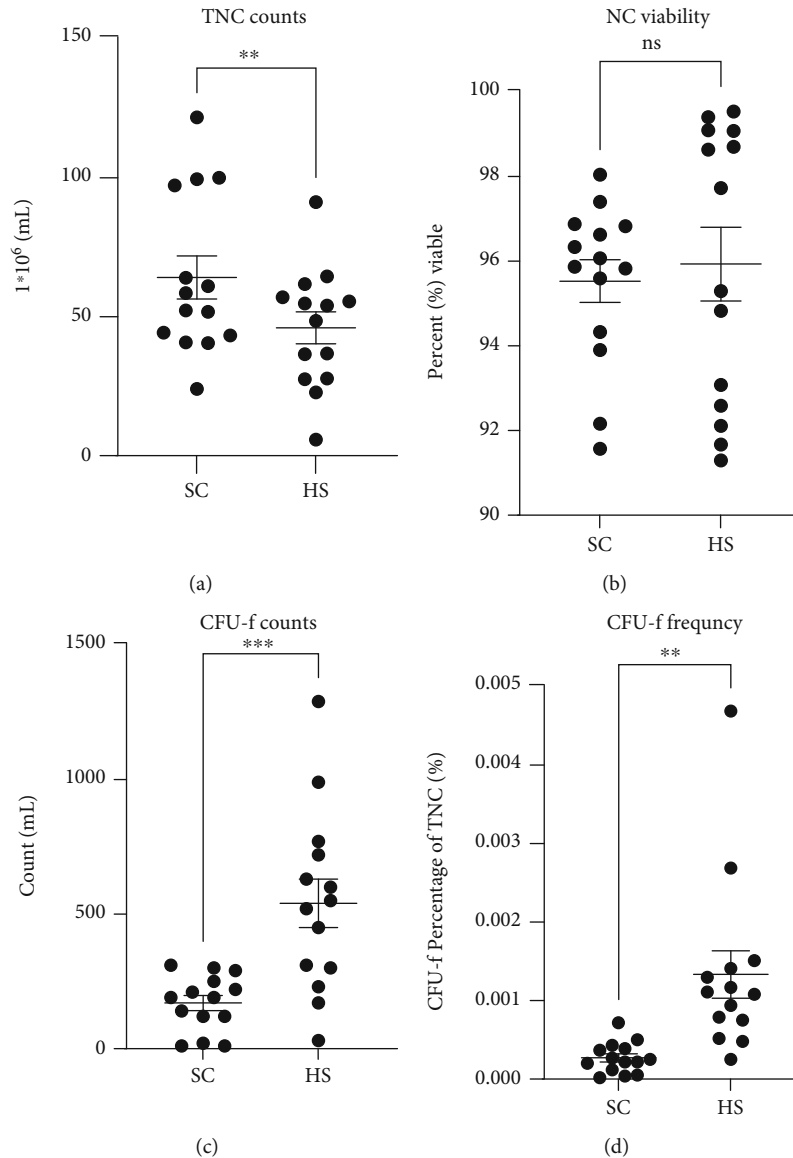 TNC counts
**
150
100
50
0
1*10⁶ (mL)
SC
HS
(a)
NC viability
ns
100
98
96
94
92
90
Percent (%) viable
SC
HS
(b)
CFU-f counts
***
1500
1000
500
0
Count (mL)
SC
HS
(c)
CFU-f frequncy
**
0.005
0.004
0.003
0.002
0.001
0.000
CFU-f Percentage of TNC (%)
SC
HS
(d)